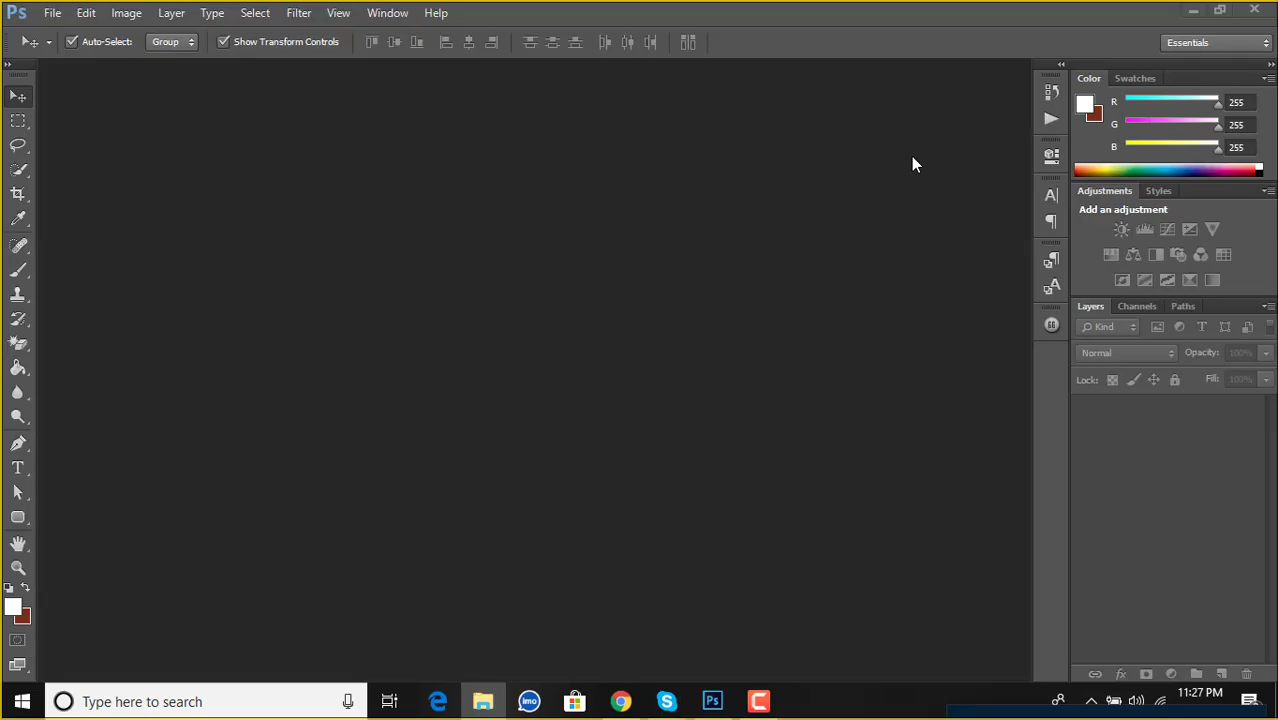 Ps File Edit Image Layer Type Select Filter View Window Help
Auto-Select: Group Show Transform Controls Essentials
Color Swatches
R 255
G 255
B 255
Adjustments Styles
Add an adjustment
Layers Channels Paths
Kind
Normal Opacity: 100%
Lock: Fill: 100%
Type here to search
imo
Ps
11:27 PM